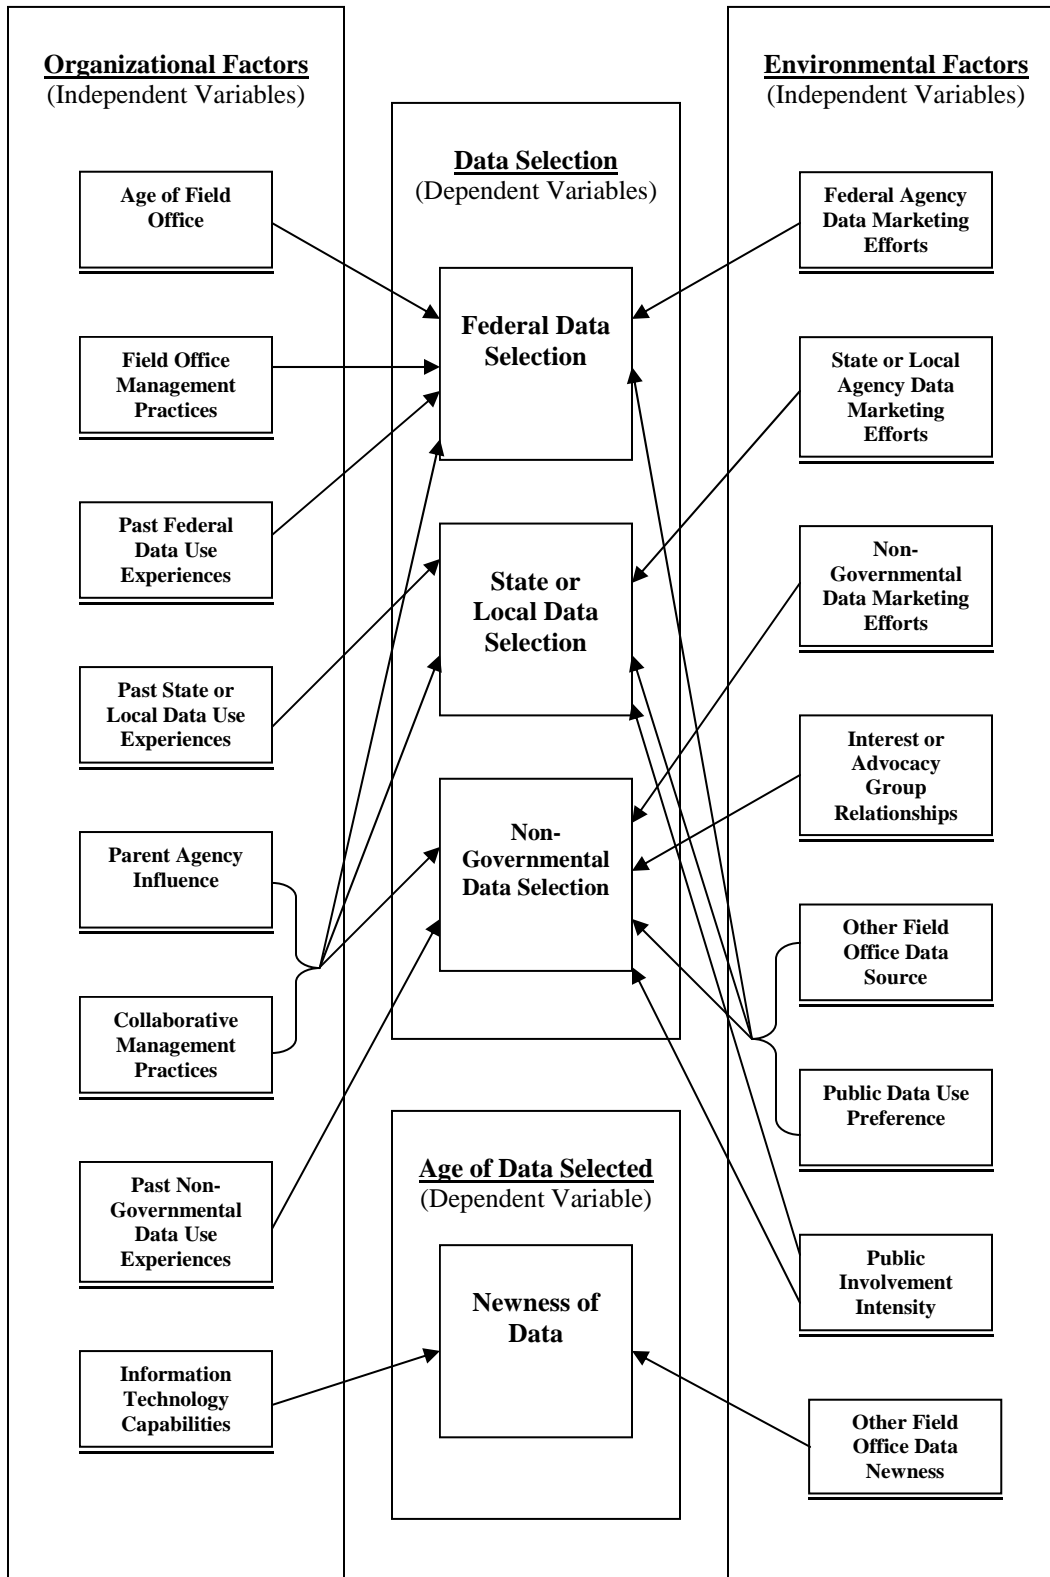 Organizational Factors
(Independent Variables)
Age of Field
Office
Field Office
Management
Practices
Past Federal
Data Use
Experiences
Past State or
Local Data Use
Experiences
Parent Agency
Influence
Collaborative
Management
Practices
Past Non-
Governmental
Data Use
Experiences
Information
Technology
Capabilities
Data Selection
(Dependent Variables)
Federal Data
Selection
State or
Local Data
Selection
Non-
Governmental
Data Selection
Age of Data Selected
(Dependent Variable)
Newness of
Data
Environmental Factors
(Independent Variables)
Federal Agency
Data Marketing
Efforts
State or Local
Agency Data
Marketing
Efforts
Non-
Governmental
Data Marketing
Efforts
Interest or
Advocacy
Group
Relationships
Other Field
Office Data
Source
Public Data Use
Preference
Public
Involvement
Intensity
Other Field
Office Data
Newness